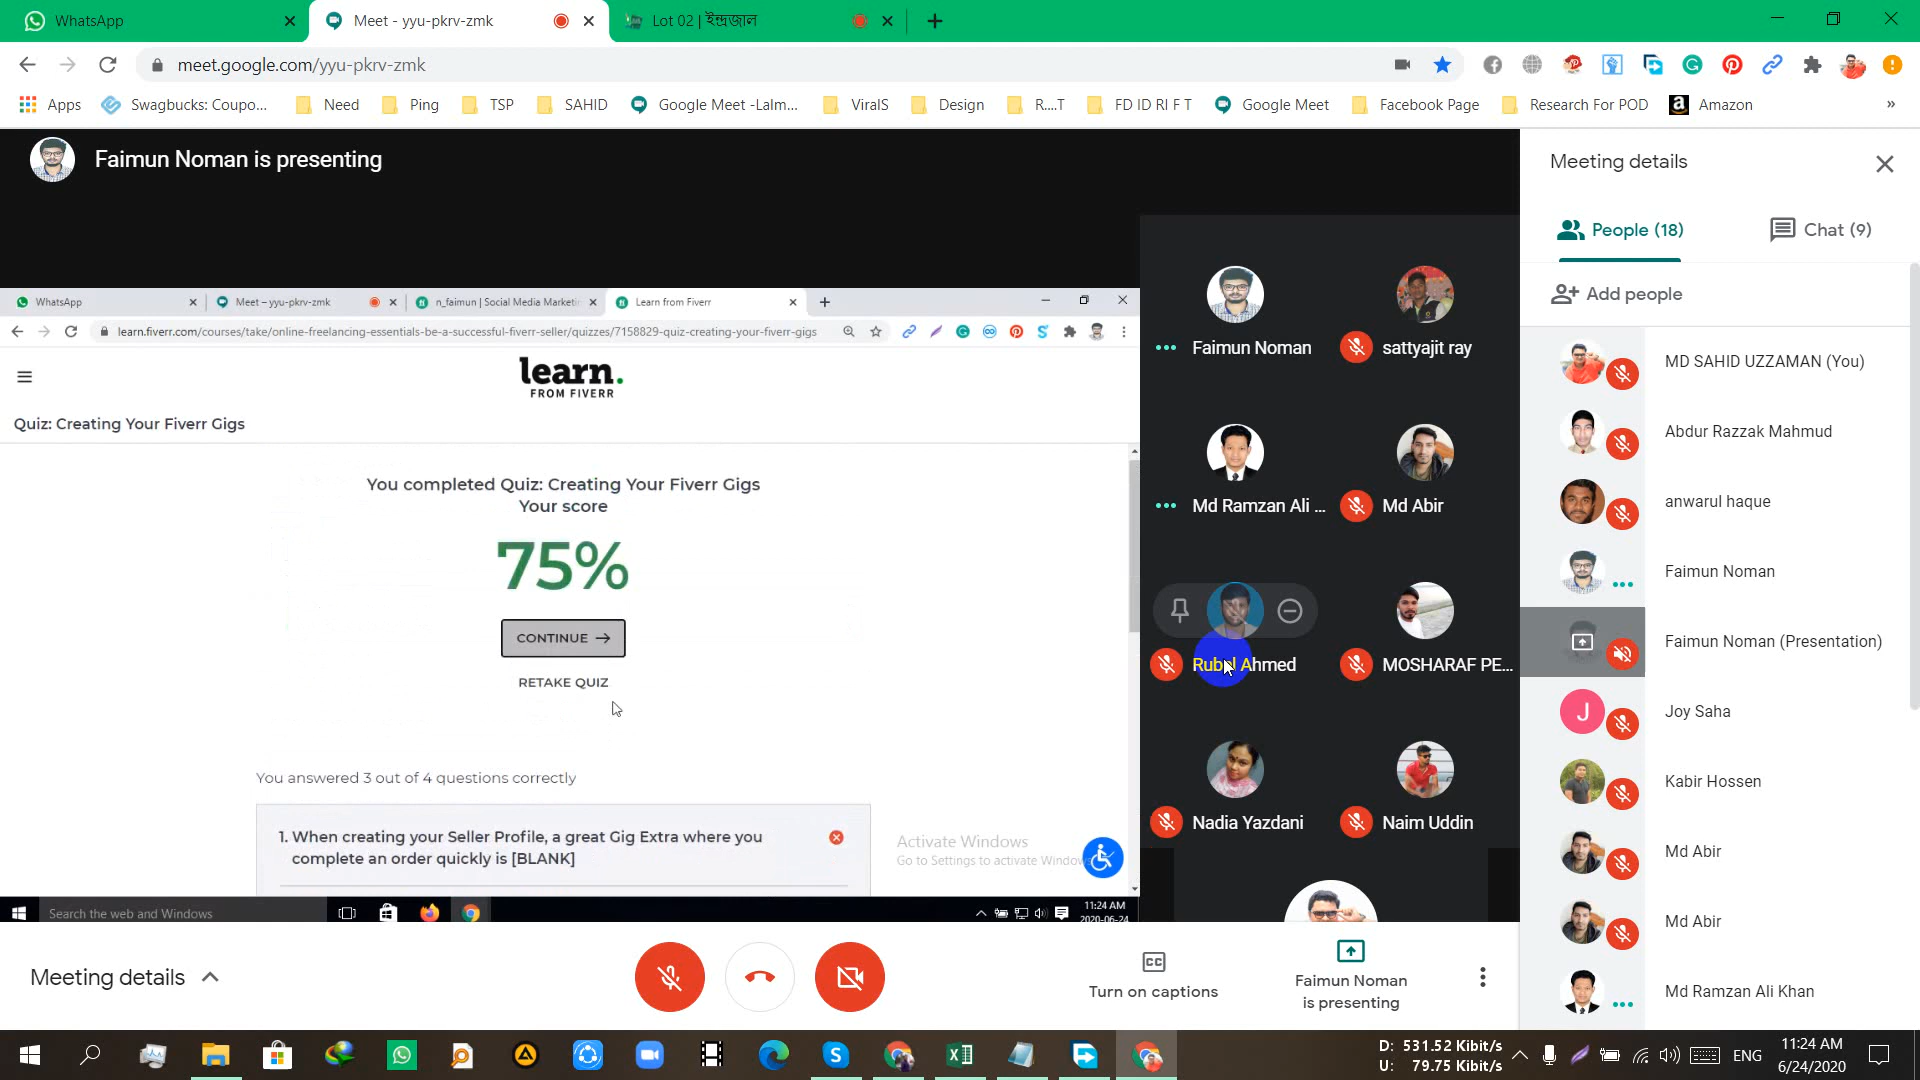 WhatsApp
Meet - yyu-pkrv-zmk
Lot 02 | ইন্দ্রজাল
meet.google.com/yyu-pkrv-zmk
Apps
Swagbucks: Coupo...
Need
Ping
TSP
SAHID
Google Meet -Lalm...
ViralS
Design
R....T
FD ID RI F T
Google Meet
Facebook Page
Research For POD
Amazon
»
Faimun Noman is presenting
WhatsApp
Meet – yyu-pkrv-zmk
n_faimun | Social Media Marketi
Learn from Fiverr
learn.fiverr.com/courses/take/online-freelancing-essentials-be-a-successful-fiverr-seller/quizzes/7158829-quiz-creating-your-fiverr-gigs
learn.
FROM FIVERR
Quiz: Creating Your Fiverr Gigs
You completed Quiz: Creating Your Fiverr Gigs
Your score
75%
CONTINUE →
RETAKE QUIZ
You answered 3 out of 4 questions correctly
1. When creating your Seller Profile, a great Gig Extra where you
complete an order quickly is [BLANK]
Activate Windows
Go to Settings to activate Windows
Search the web and Windows
11:24 AM
2020-06-24
Faimun Noman
sattyajit ray
Md Ramzan Ali ...
Md Abir
Rubul Ahmed
MOSHARAF PE...
Nadia Yazdani
Naim Uddin
Meeting details
People (18)
Chat (9)
Add people
MD SAHID UZZAMAN (You)
Abdur Razzak Mahmud
anwarul haque
Faimun Noman
Faimun Noman (Presentation)
J
Joy Saha
Kabir Hossen
Md Abir
Md Abir
Md Ramzan Ali Khan
Meeting details
CC
Turn on captions
Faimun Noman
is presenting
D: 531.52 Kibit/s
U: 79.75 Kibit/s
ENG
11:24 AM
6/24/2020